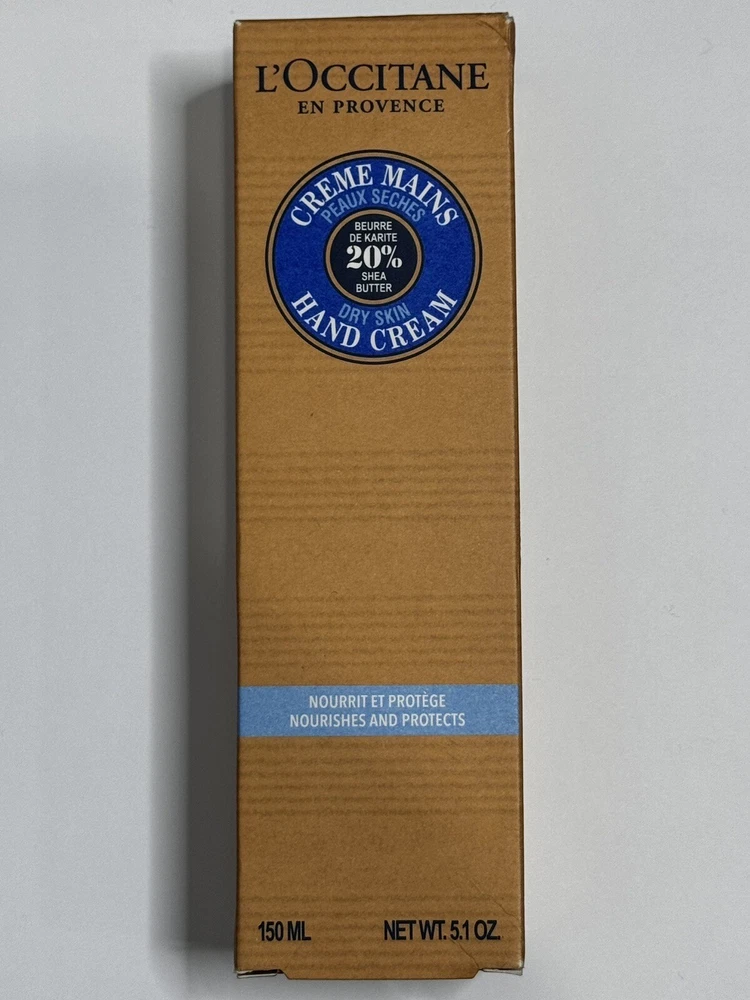 L'OCCITANE
EN PROVENCE
CREME MAINS
PEAUX SECHES
BEURRE
DE KARITE
20%
SHEA
BUTTER
DRY SKIN
HAND CREAM
NOURRIT ET PROTÈGE
NOURISHES AND PROTECTS
150 ML NET WT. 5.1 OZ.